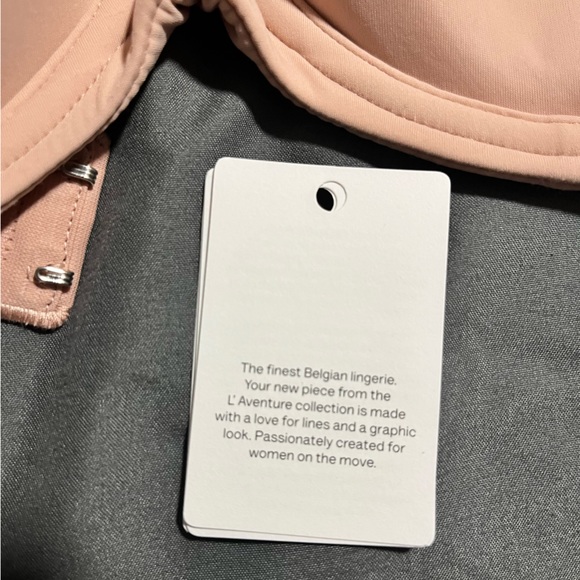 The finest Belgian lingerie.
Your new piece from the
L' Aventure collection is made
with a love for lines and a graphic
look. Passionately created for
women on the move.